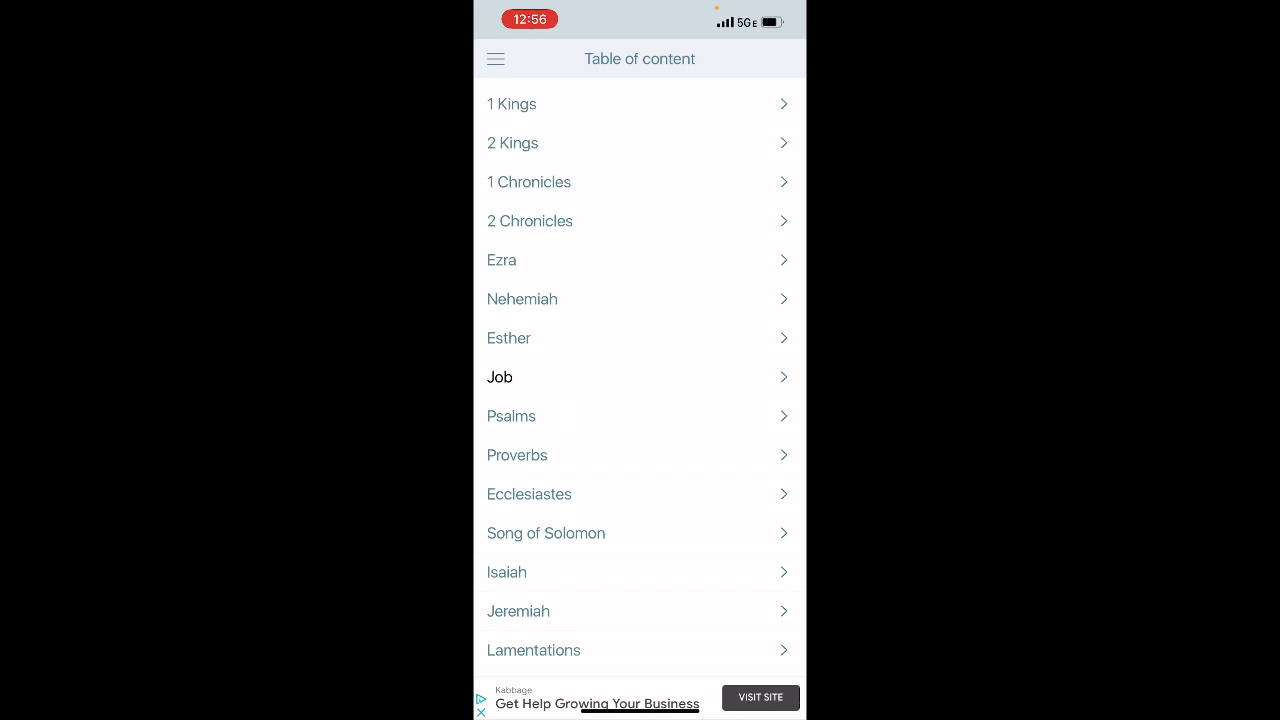 12:56
5GE
Table of content
1 Kings
2 Kings
1 Chronicles
2 Chronicles
Ezra
Nehemiah
Esther
Job
Psalms
Proverbs
Ecclesiastes
Song of Solomon
Isaiah
Jeremiah
Lamentations
Kabbage
Get Help Growing Your Business
VISIT SITE